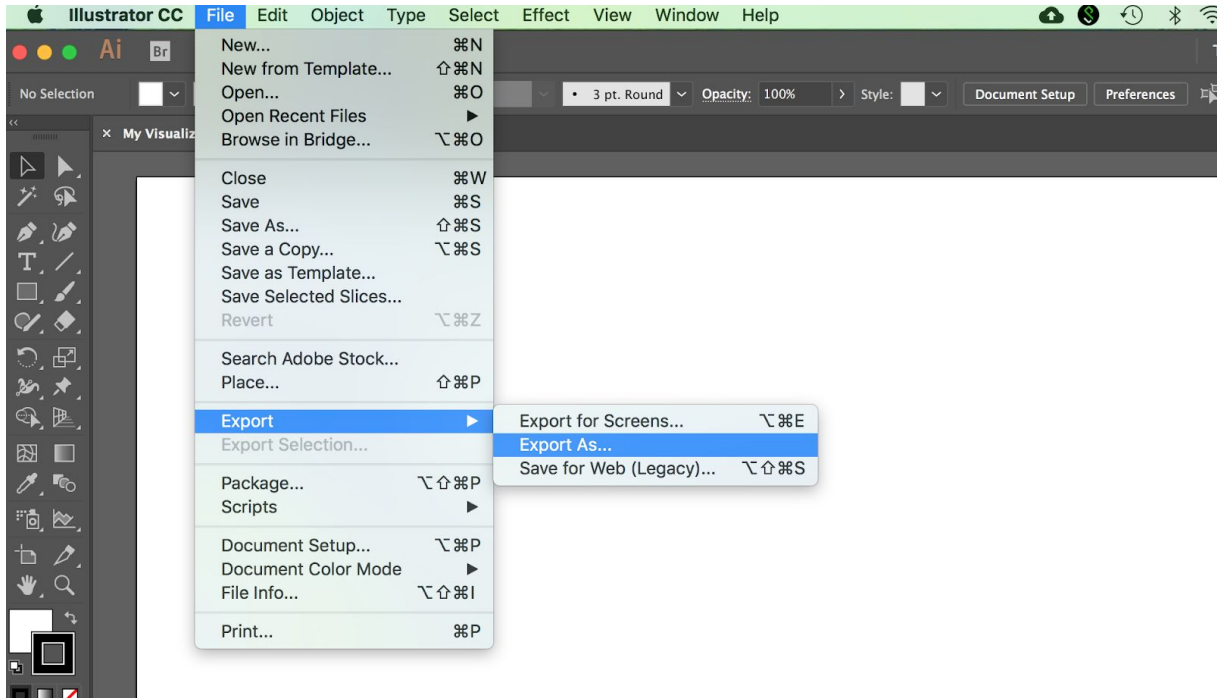 Illustrator CC File Edit Object Type Select Effect View Window Help
Ai Br
No Selection 3 pt. Round Opacity: 100% Style: Document Setup Preferences
× My Visualiz
New... ⌘N
New from Template... ⇧⌘N
Open... ⌘O
Open Recent Files ▶
Browse in Bridge... ⌥⌘O
Close ⌘W
Save ⌘S
Save As... ⇧⌘S
Save a Copy... ⌥⌘S
Save as Template...
Save Selected Slices...
Revert ⌥⌘Z
Search Adobe Stock...
Place... ⇧⌘P
Export ▶
Export for Screens... ⌥⌘E
Export Selection...
Export As...
Save for Web (Legacy)... ⌥⇧⌘S
Package... ⌥⇧⌘P
Scripts ▶
Document Setup... ⌥⌘P
Document Color Mode ▶
File Info... ⌥⇧⌘I
Print... ⌘P